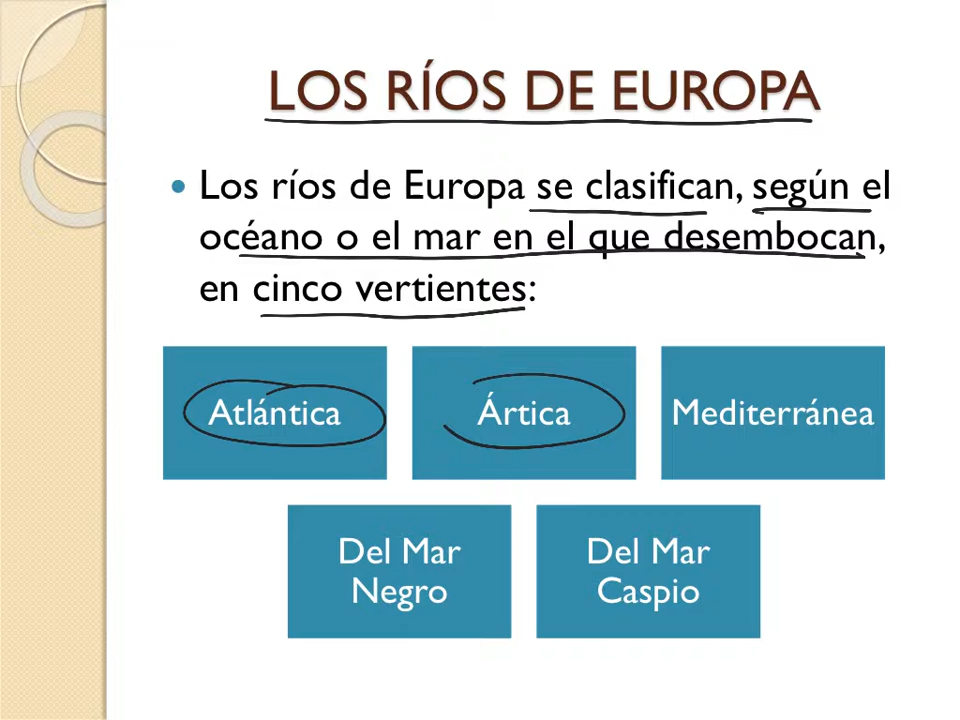 LOS RÍOS DE EUROPA
Los ríos de Europa se clasifican, según el
océano o el mar en el que desembocan,
en cinco vertientes:
Atlántica
Ártica
Mediterránea
Del Mar
Negro
Del Mar
Caspio